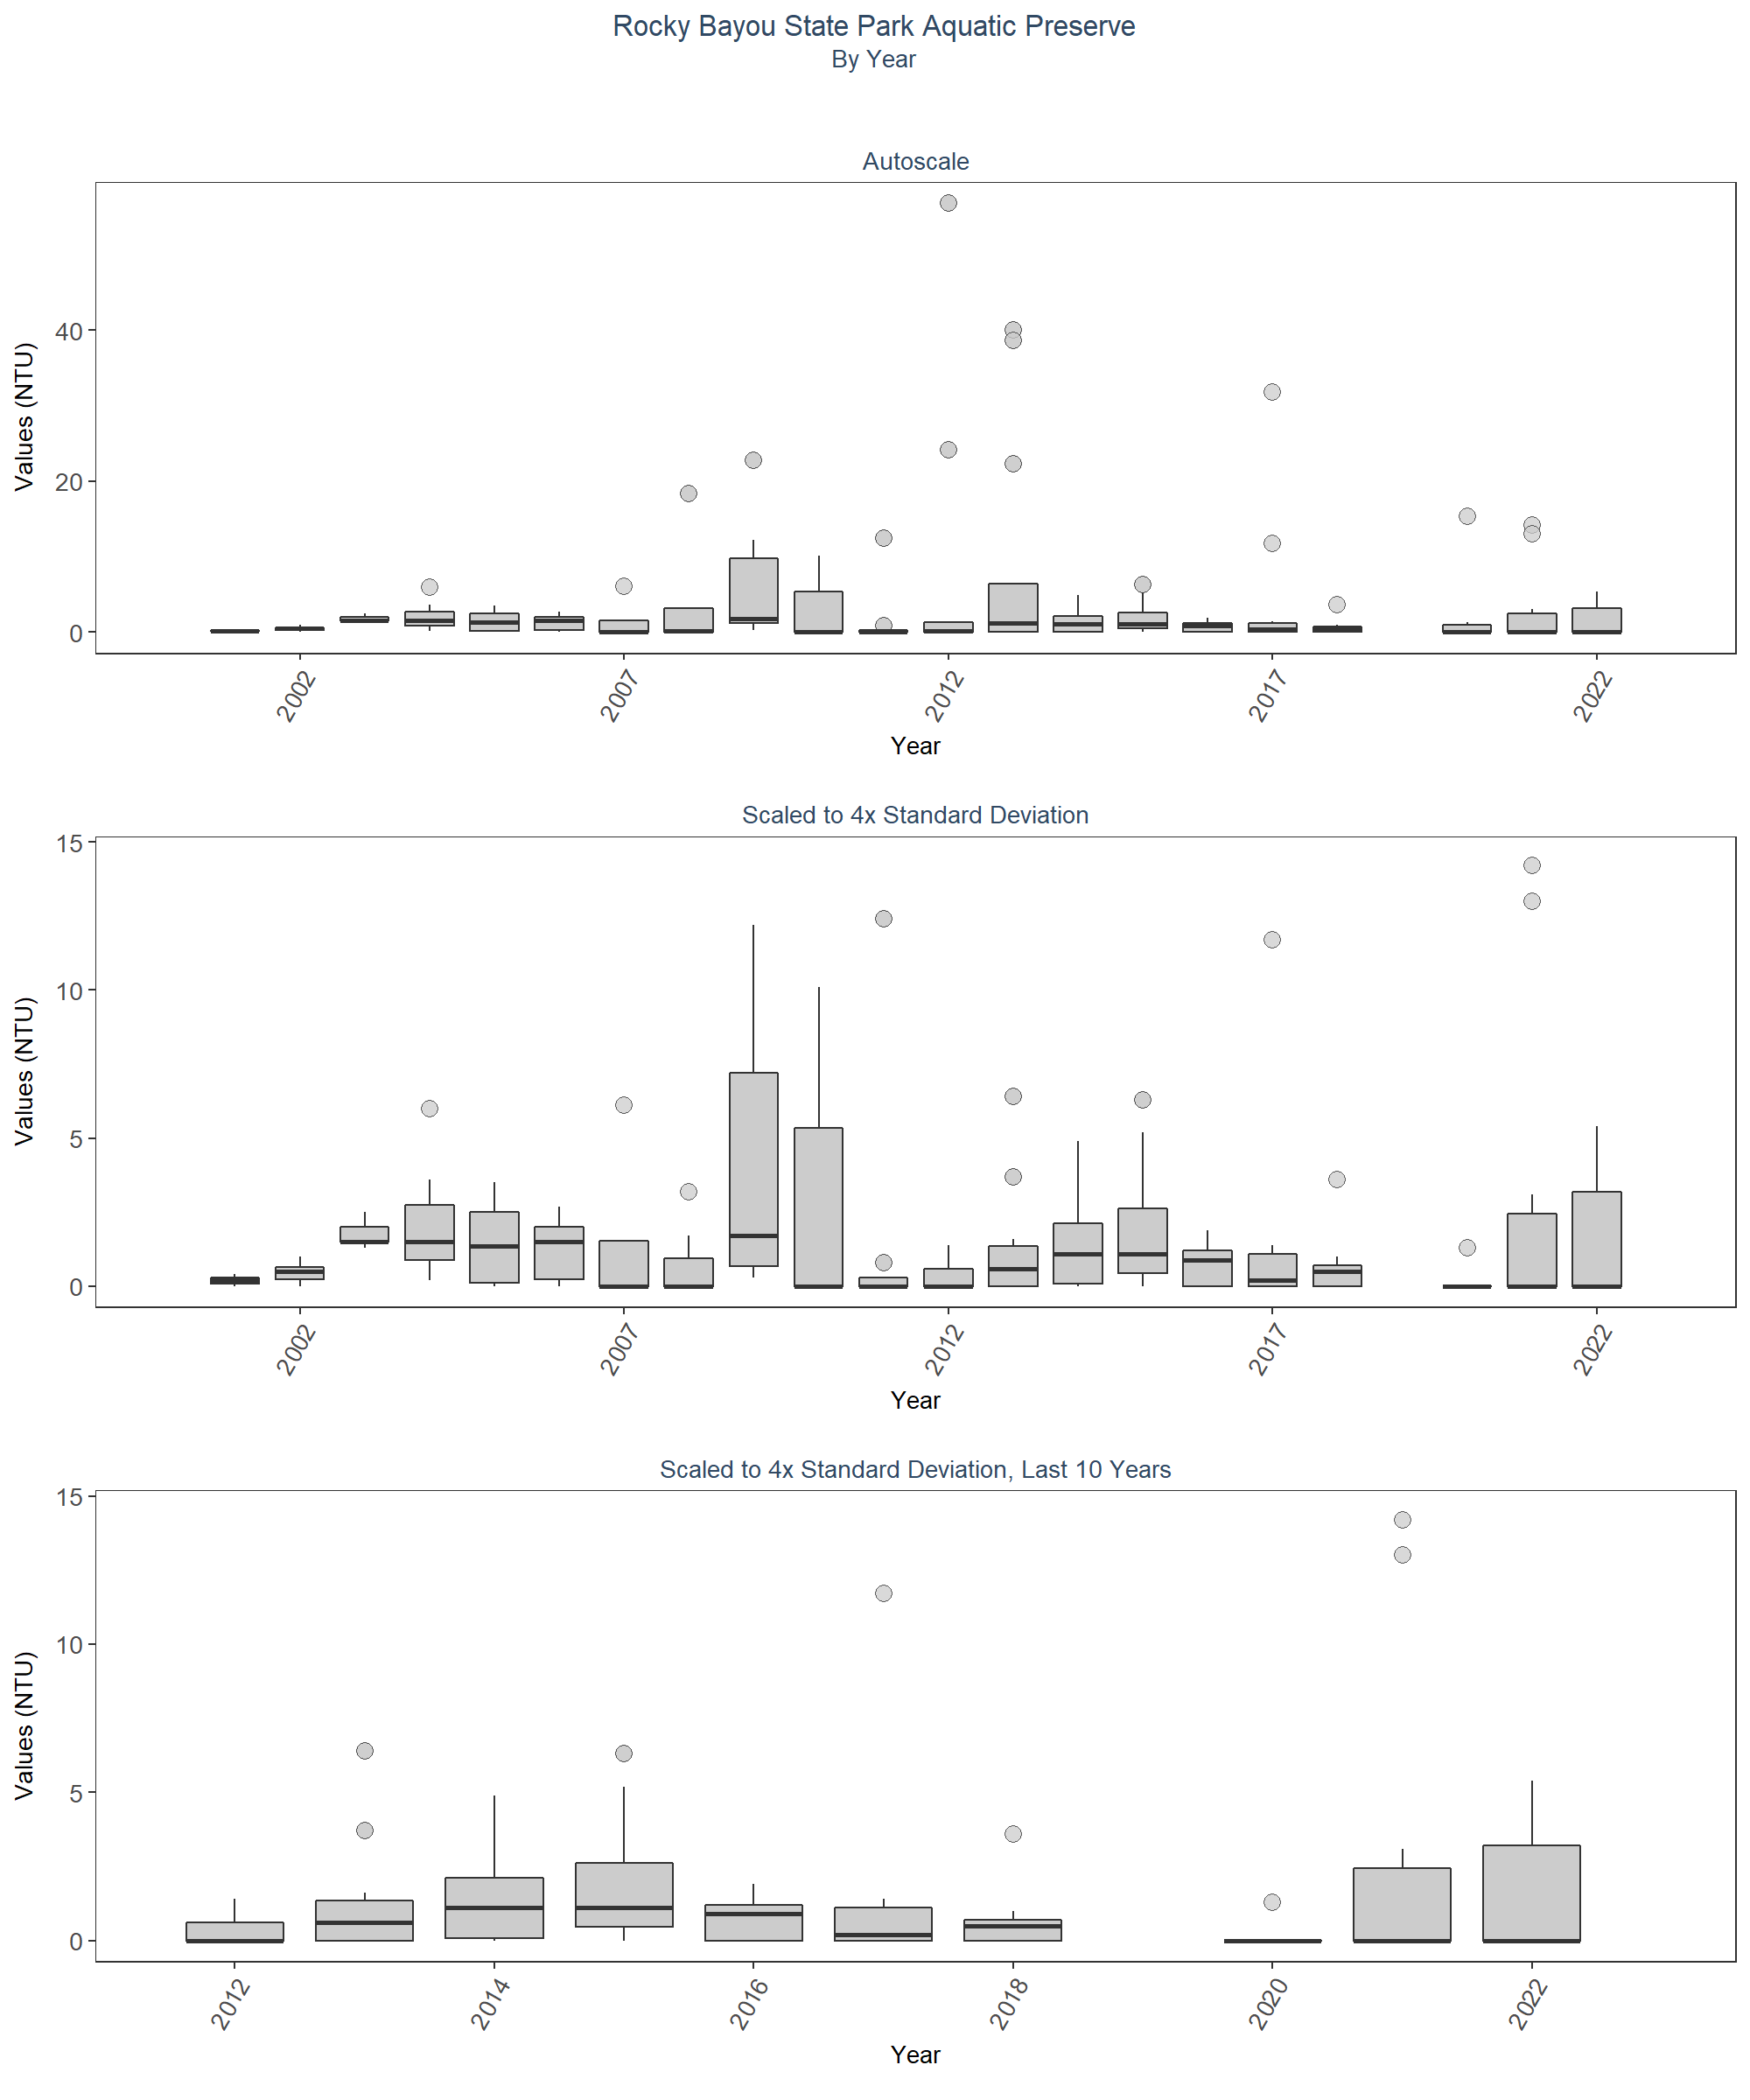 Rocky Bayou State Park Aquatic Preserve
By Year
Autoscale
Values (NTU)
40
20
0
2002 2007 2012 2017 2022
Year
Scaled to 4x Standard Deviation
Values (NTU)
15
10
5
0
2002 2007 2012 2017 2022
Year
Scaled to 4x Standard Deviation, Last 10 Years
Values (NTU)
15
10
5
0
2012 2014 2016 2018 2020 2022
Year